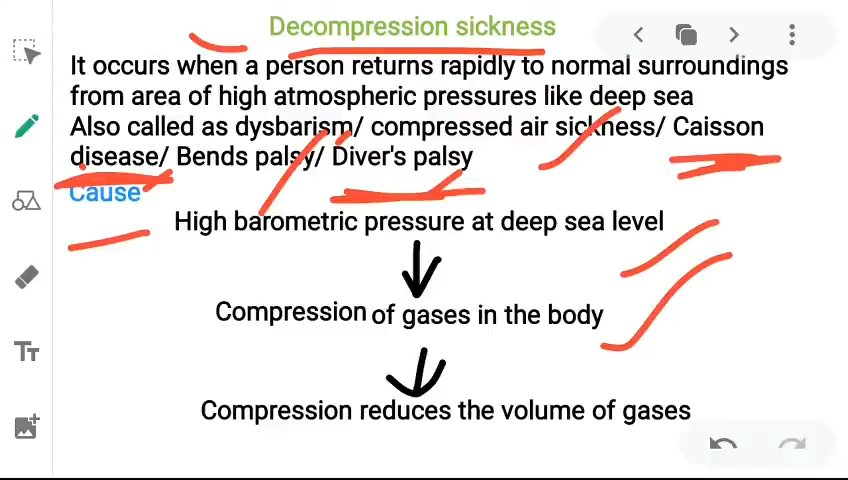 Decompression sickness
It occurs when a person returns rapidly to normal surroundings
from area of high atmospheric pressures like deep sea
Also called as dysbarism/ compressed air sickness/ Caisson
disease/ Bends palsy/ Diver's palsy
Cause
High barometric pressure at deep sea level
Compression of gases in the body
Compression reduces the volume of gases